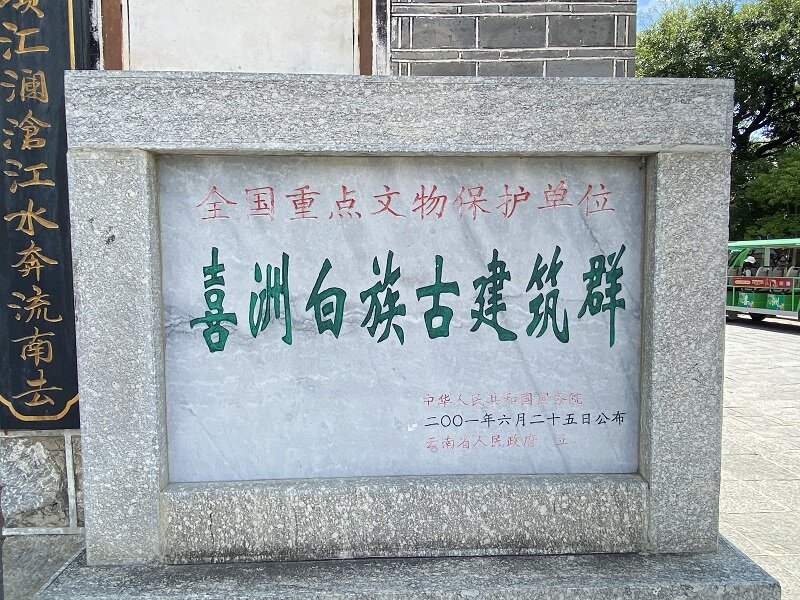 汇澜沧江水奔流南去
全国重点文物保护单位
喜洲白族古建筑群
中华人民共和国国务院
二〇〇一年六月二十五日公布
云南省人民政府 立